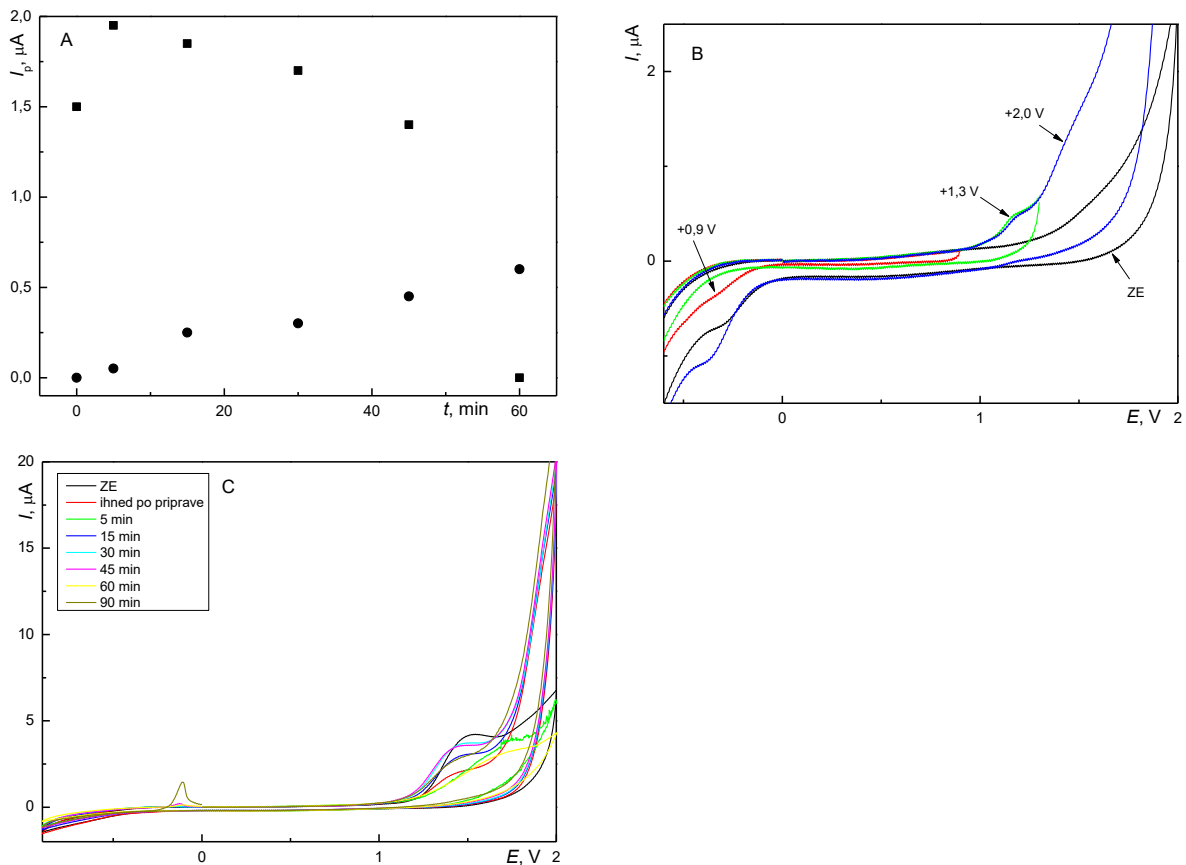 A
I_p, µA
2,0
1,5
1,0
0,5
0,0
0
20
40
t, min
60
B
I, µA
2
0
+2,0 V
+1,3 V
+0,9 V
ZE
0
1
E, V
2
C
I, µA
20
15
10
5
0
ZE
ihned po priprave
5 min
15 min
30 min
45 min
60 min
90 min
0
1
E, V
2